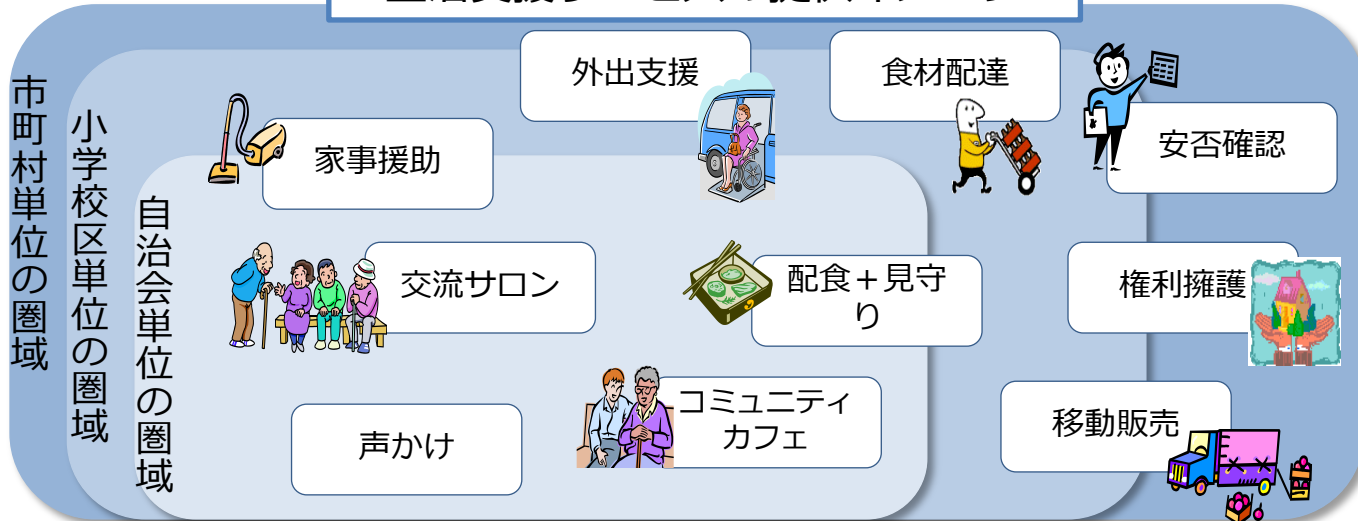 市町村単位の圏域
小学校区単位の圏域
自治会単位の圏域
外出支援
食材配達
安否確認
家事援助
交流サロン
配食＋見守
り
権利擁護
声かけ
コミュニティ
カフェ
移動販売